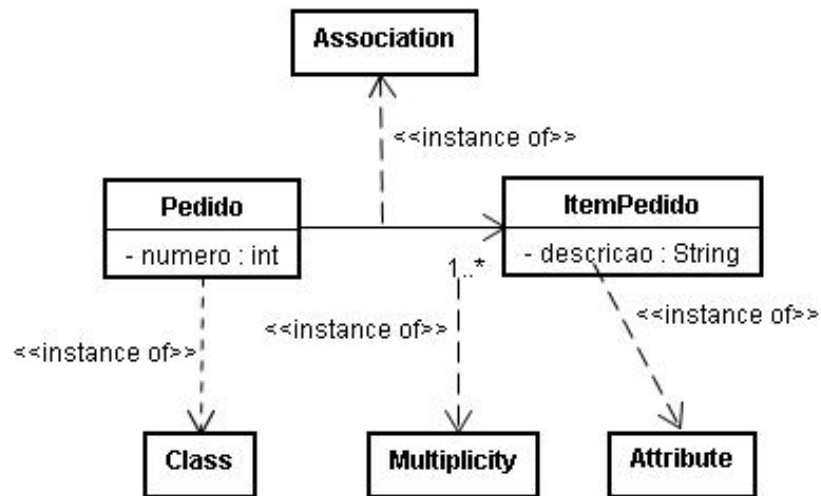 Association
<<instance of>>
Pedido
- numero : int
ItemPedido
- descricao : String
1..*
<<instance of>>
<<instance of>>
<<instance of>>
Class
Multiplicity
Attribute